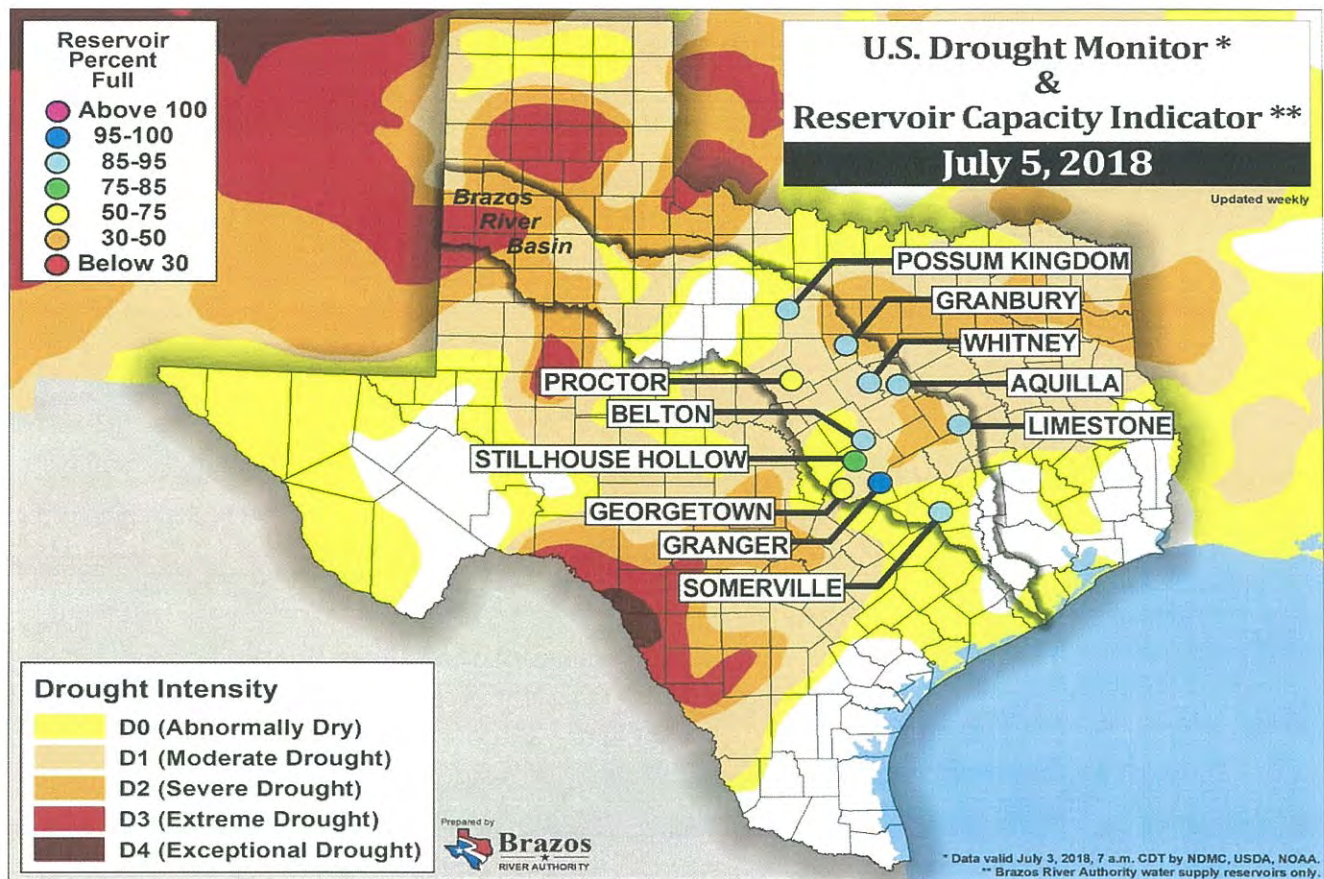 Reservoir
Percent
Full
Above 100
95-100
85-95
75-85
50-75
30-50
Below 30
U.S. Drought Monitor *
&
Reservoir Capacity Indicator **
July 5, 2018
Updated weekly
Brazos
River
Basin
POSSUM KINGDOM
GRANBURY
WHITNEY
PROCTOR
AQUILLA
BELTON
LIMESTONE
STILLHOUSE HOLLOW
GEORGETOWN
GRANGER
SOMERVILLE
Drought Intensity
D0 (Abnormally Dry)
D1 (Moderate Drought)
D2 (Severe Drought)
D3 (Extreme Drought)
D4 (Exceptional Drought)
Prepared by
Brazos
RIVER AUTHORITY
* Data valid July 3, 2018, 7 a.m. CDT by NDMC, USDA, NOAA.
** Brazos River Authority water supply reservoirs only.